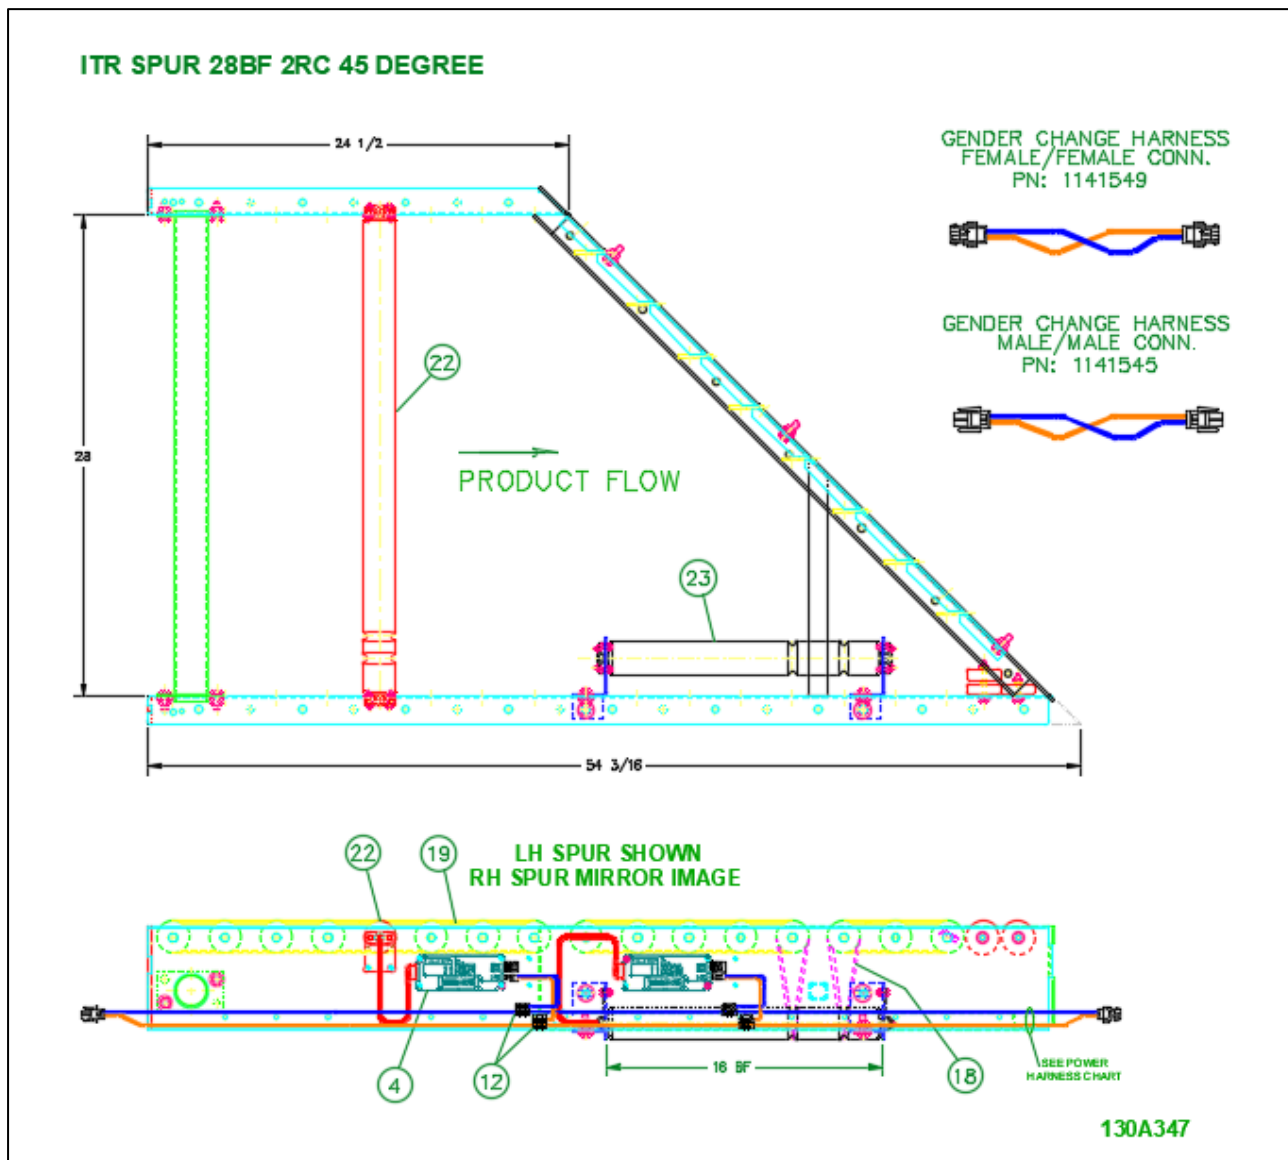 ITR SPUR 28BF 2RC 45 DEGREE
24 1/2
GENDER CHANGE HARNESS
FEMALE/FEMALE CONN.
PN: 1141549
GENDER CHANGE HARNESS
MALE/MALE CONN.
PN: 1141545
22
28
PRODUCT FLOW
23
54 3/16
22
19
LH SPUR SHOWN
RH SPUR MIRROR IMAGE
4
12
16 BF
18
SEE POWER
HARNESS CHART
130A347